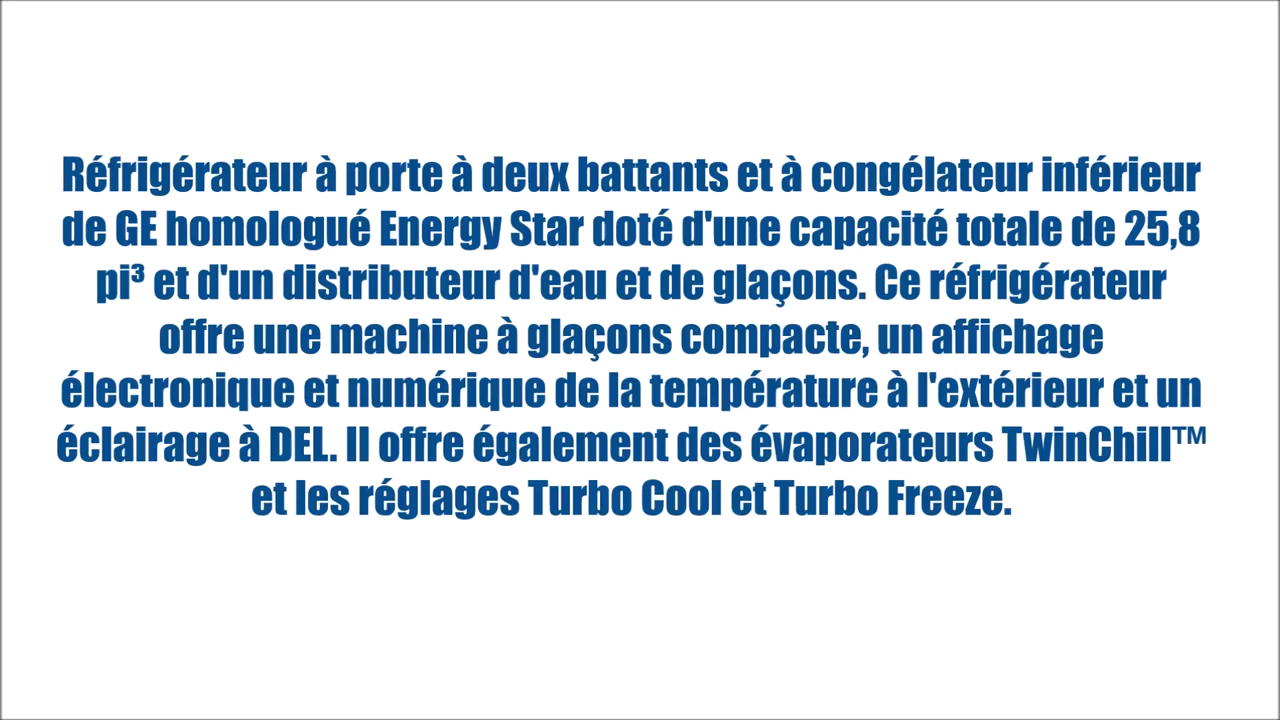 Réfrigérateur à porte à deux battants et à congélateur inférieur
de GE homologué Energy Star doté d'une capacité totale de 25,8
pi³ et d'un distributeur d'eau et de glaçons. Ce réfrigérateur
offre une machine à glaçons compacte, un affichage
électronique et numérique de la température à l'extérieur et un
éclairage à DEL. Il offre également des évaporateurs TwinChill™
et les réglages Turbo Cool et Turbo Freeze.